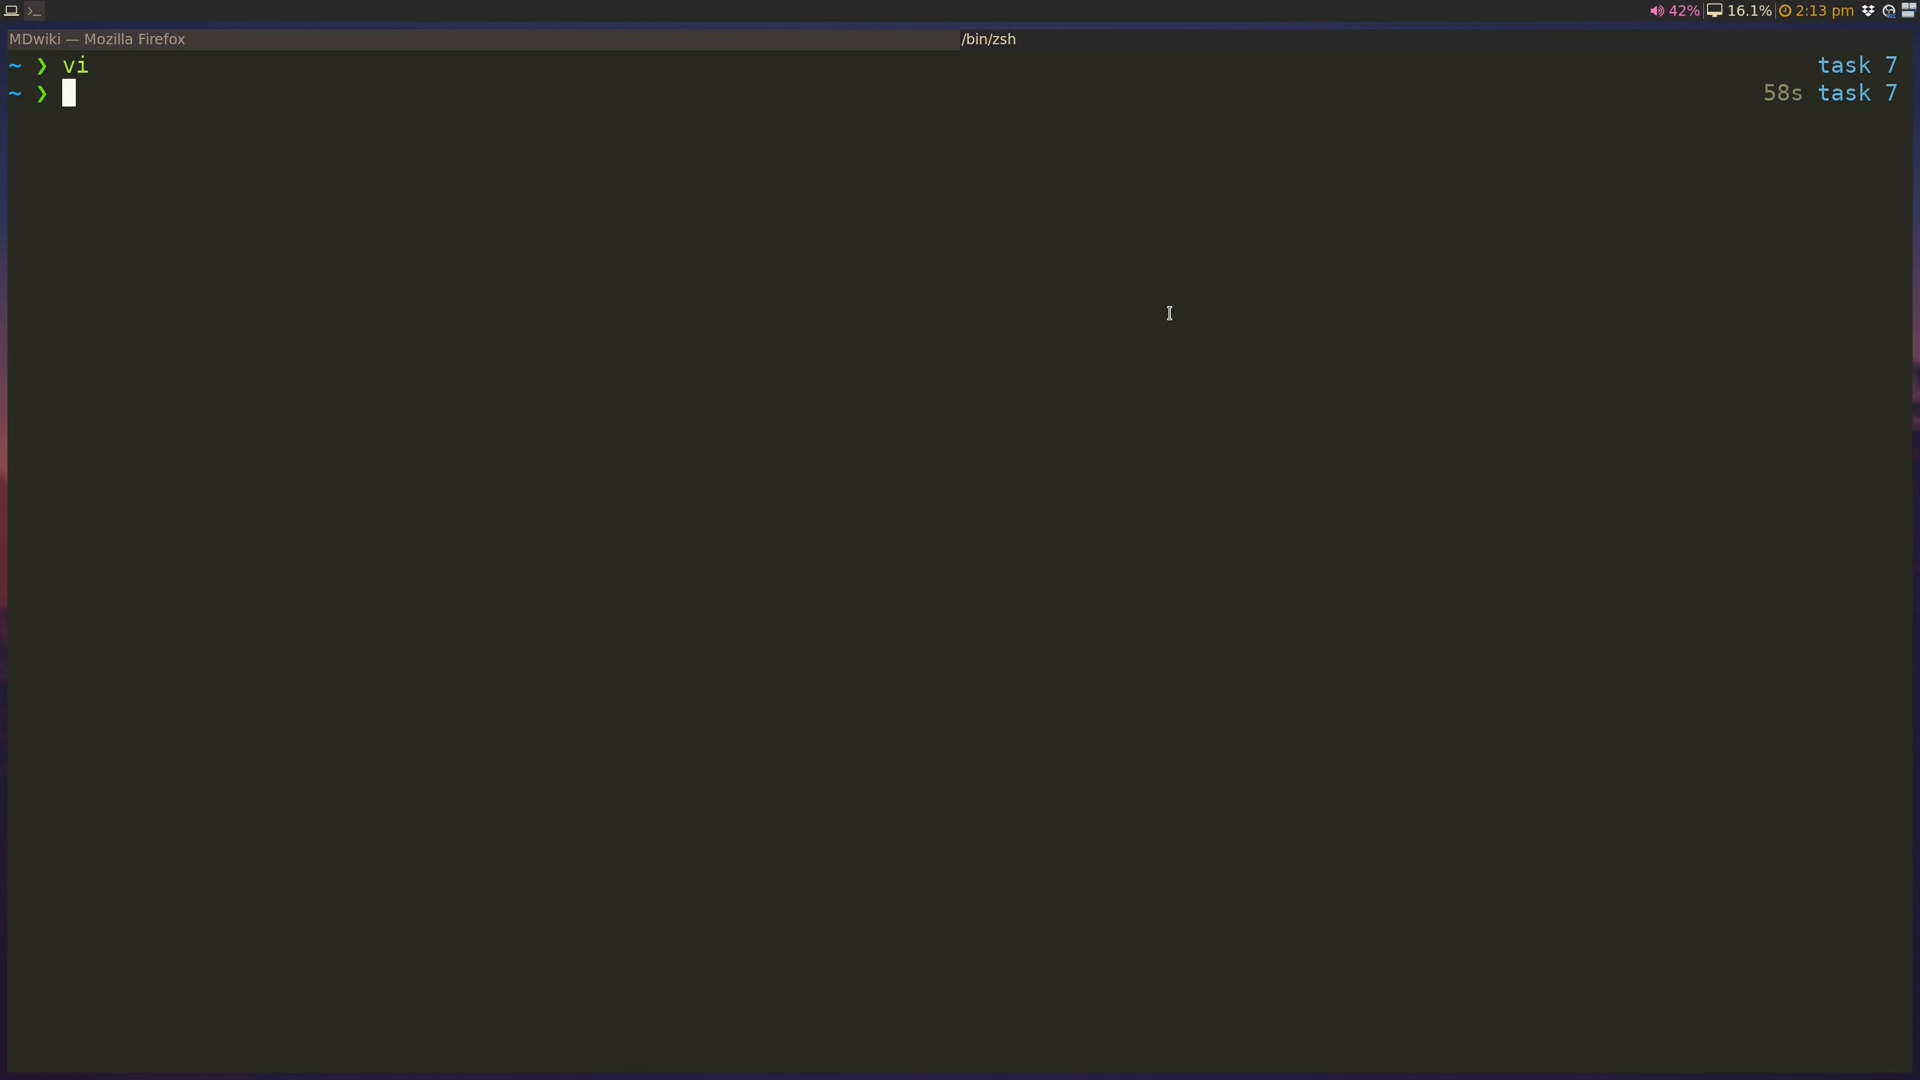 42% 16.1% 2:13 pm
MDwiki — Mozilla Firefox /bin/zsh
~ ❯ vi task 7
~ ❯ 58s task 7